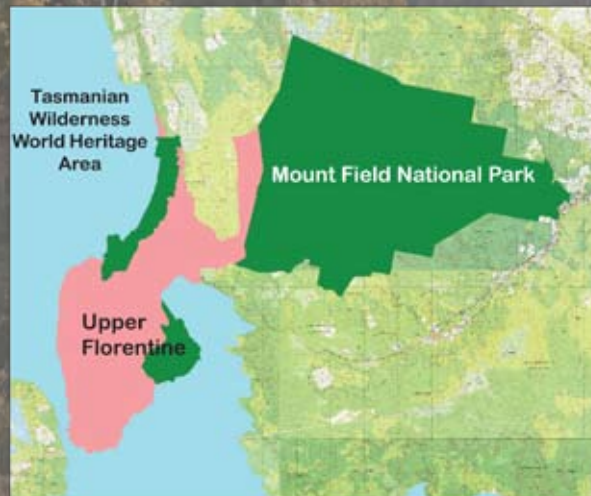 Tasmanian
Wilderness
World Heritage
Area
Mount Field National Park
Upper
Florentine